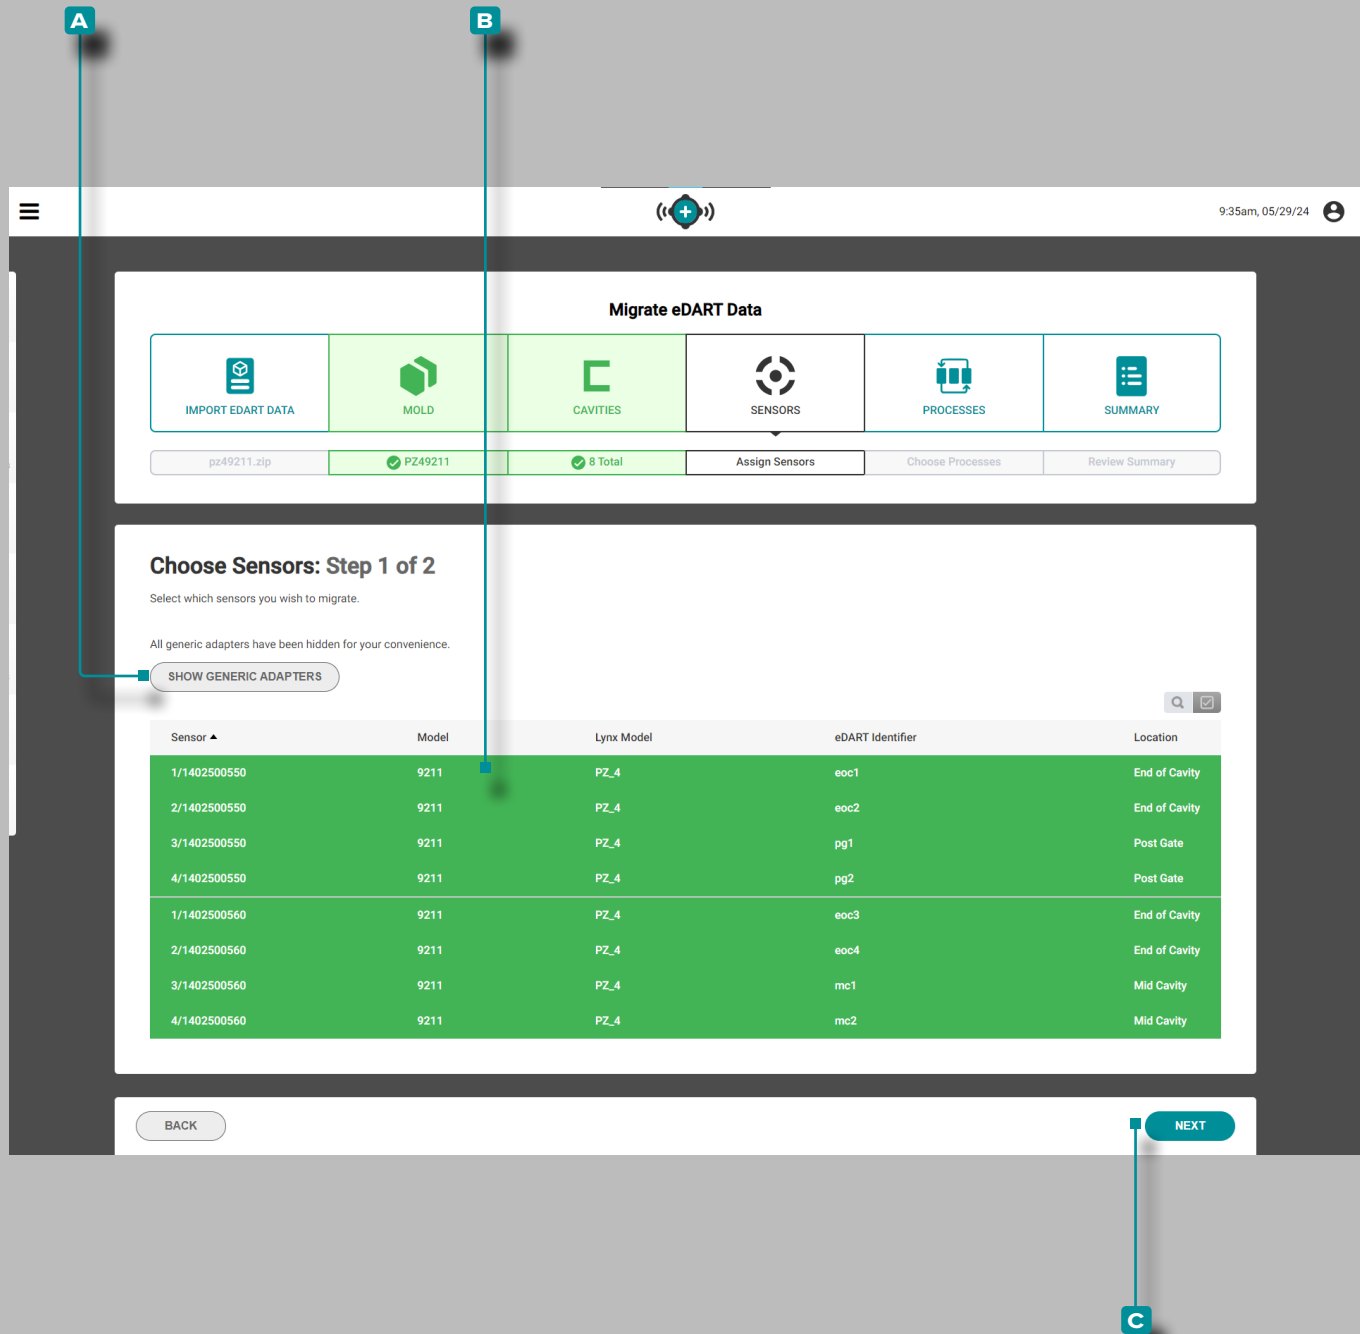 A
B
9:35am, 05/29/24
Migrate eDART Data
IMPORT EDART DATA
MOLD
CAVITIES
SENSORS
PROCESSES
SUMMARY
pz49211.zip
PZ49211
8 Total
Assign Sensors
Choose Processes
Review Summary
Choose Sensors: Step 1 of 2
Select which sensors you wish to migrate.
All generic adapters have been hidden for your convenience.
SHOW GENERIC ADAPTERS
Sensor Model Lynx Model eDART Identifier Location
1/1402500550 9211 PZ_4 eoc1 End of Cavity
2/1402500550 9211 PZ_4 eoc2 End of Cavity
3/1402500550 9211 PZ_4 pg1 Post Gate
4/1402500550 9211 PZ_4 pg2 Post Gate
1/1402500560 9211 PZ_4 eoc3 End of Cavity
2/1402500560 9211 PZ_4 eoc4 End of Cavity
3/1402500560 9211 PZ_4 mc1 Mid Cavity
4/1402500560 9211 PZ_4 mc2 Mid Cavity
BACK
NEXT
C